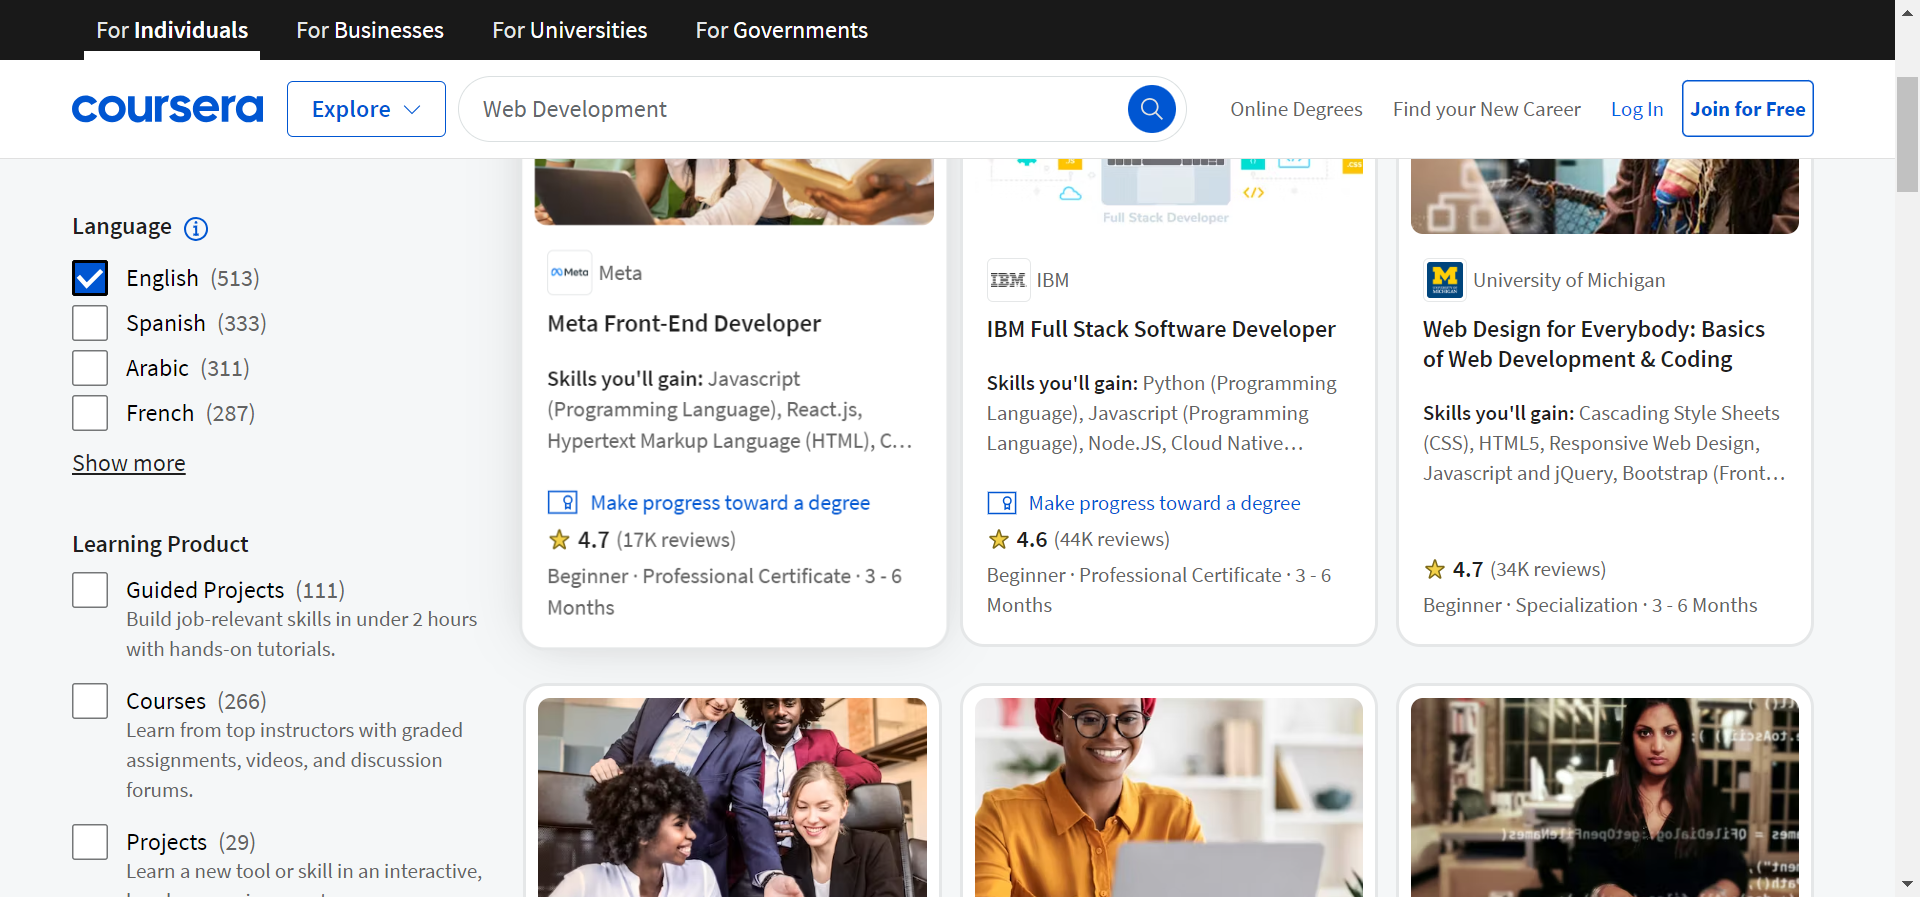 For Individuals
For Businesses
For Universities
For Governments
coursera
Explore
Web Development
Online Degrees
Find your New Career
Log In
Join for Free
Language
English (513)
Spanish (333)
Arabic (311)
French (287)
Show more
Learning Product
Guided Projects (111)
Build job-relevant skills in under 2 hours
with hands-on tutorials.
Courses (266)
Learn from top instructors with graded
assignments, videos, and discussion
forums.
Projects (29)
Learn a new tool or skill in an interactive,
Meta
Meta
Meta Front-End Developer
Skills you'll gain: Javascript
(Programming Language), React.js,
Hypertext Markup Language (HTML), C...
Make progress toward a degree
4.7 (17K reviews)
Beginner · Professional Certificate · 3 - 6
Months
Full Stack Developer
IBM
IBM
IBM Full Stack Software Developer
Skills you'll gain: Python (Programming
Language), Javascript (Programming
Language), Node.JS, Cloud Native...
Make progress toward a degree
4.6 (44K reviews)
Beginner · Professional Certificate · 3 - 6
Months
M
University of Michigan
Web Design for Everybody: Basics
of Web Development & Coding
Skills you'll gain: Cascading Style Sheets
(CSS), HTML5, Responsive Web Design,
Javascript and jQuery, Bootstrap (Front...
4.7 (34K reviews)
Beginner · Specialization · 3 - 6 Months